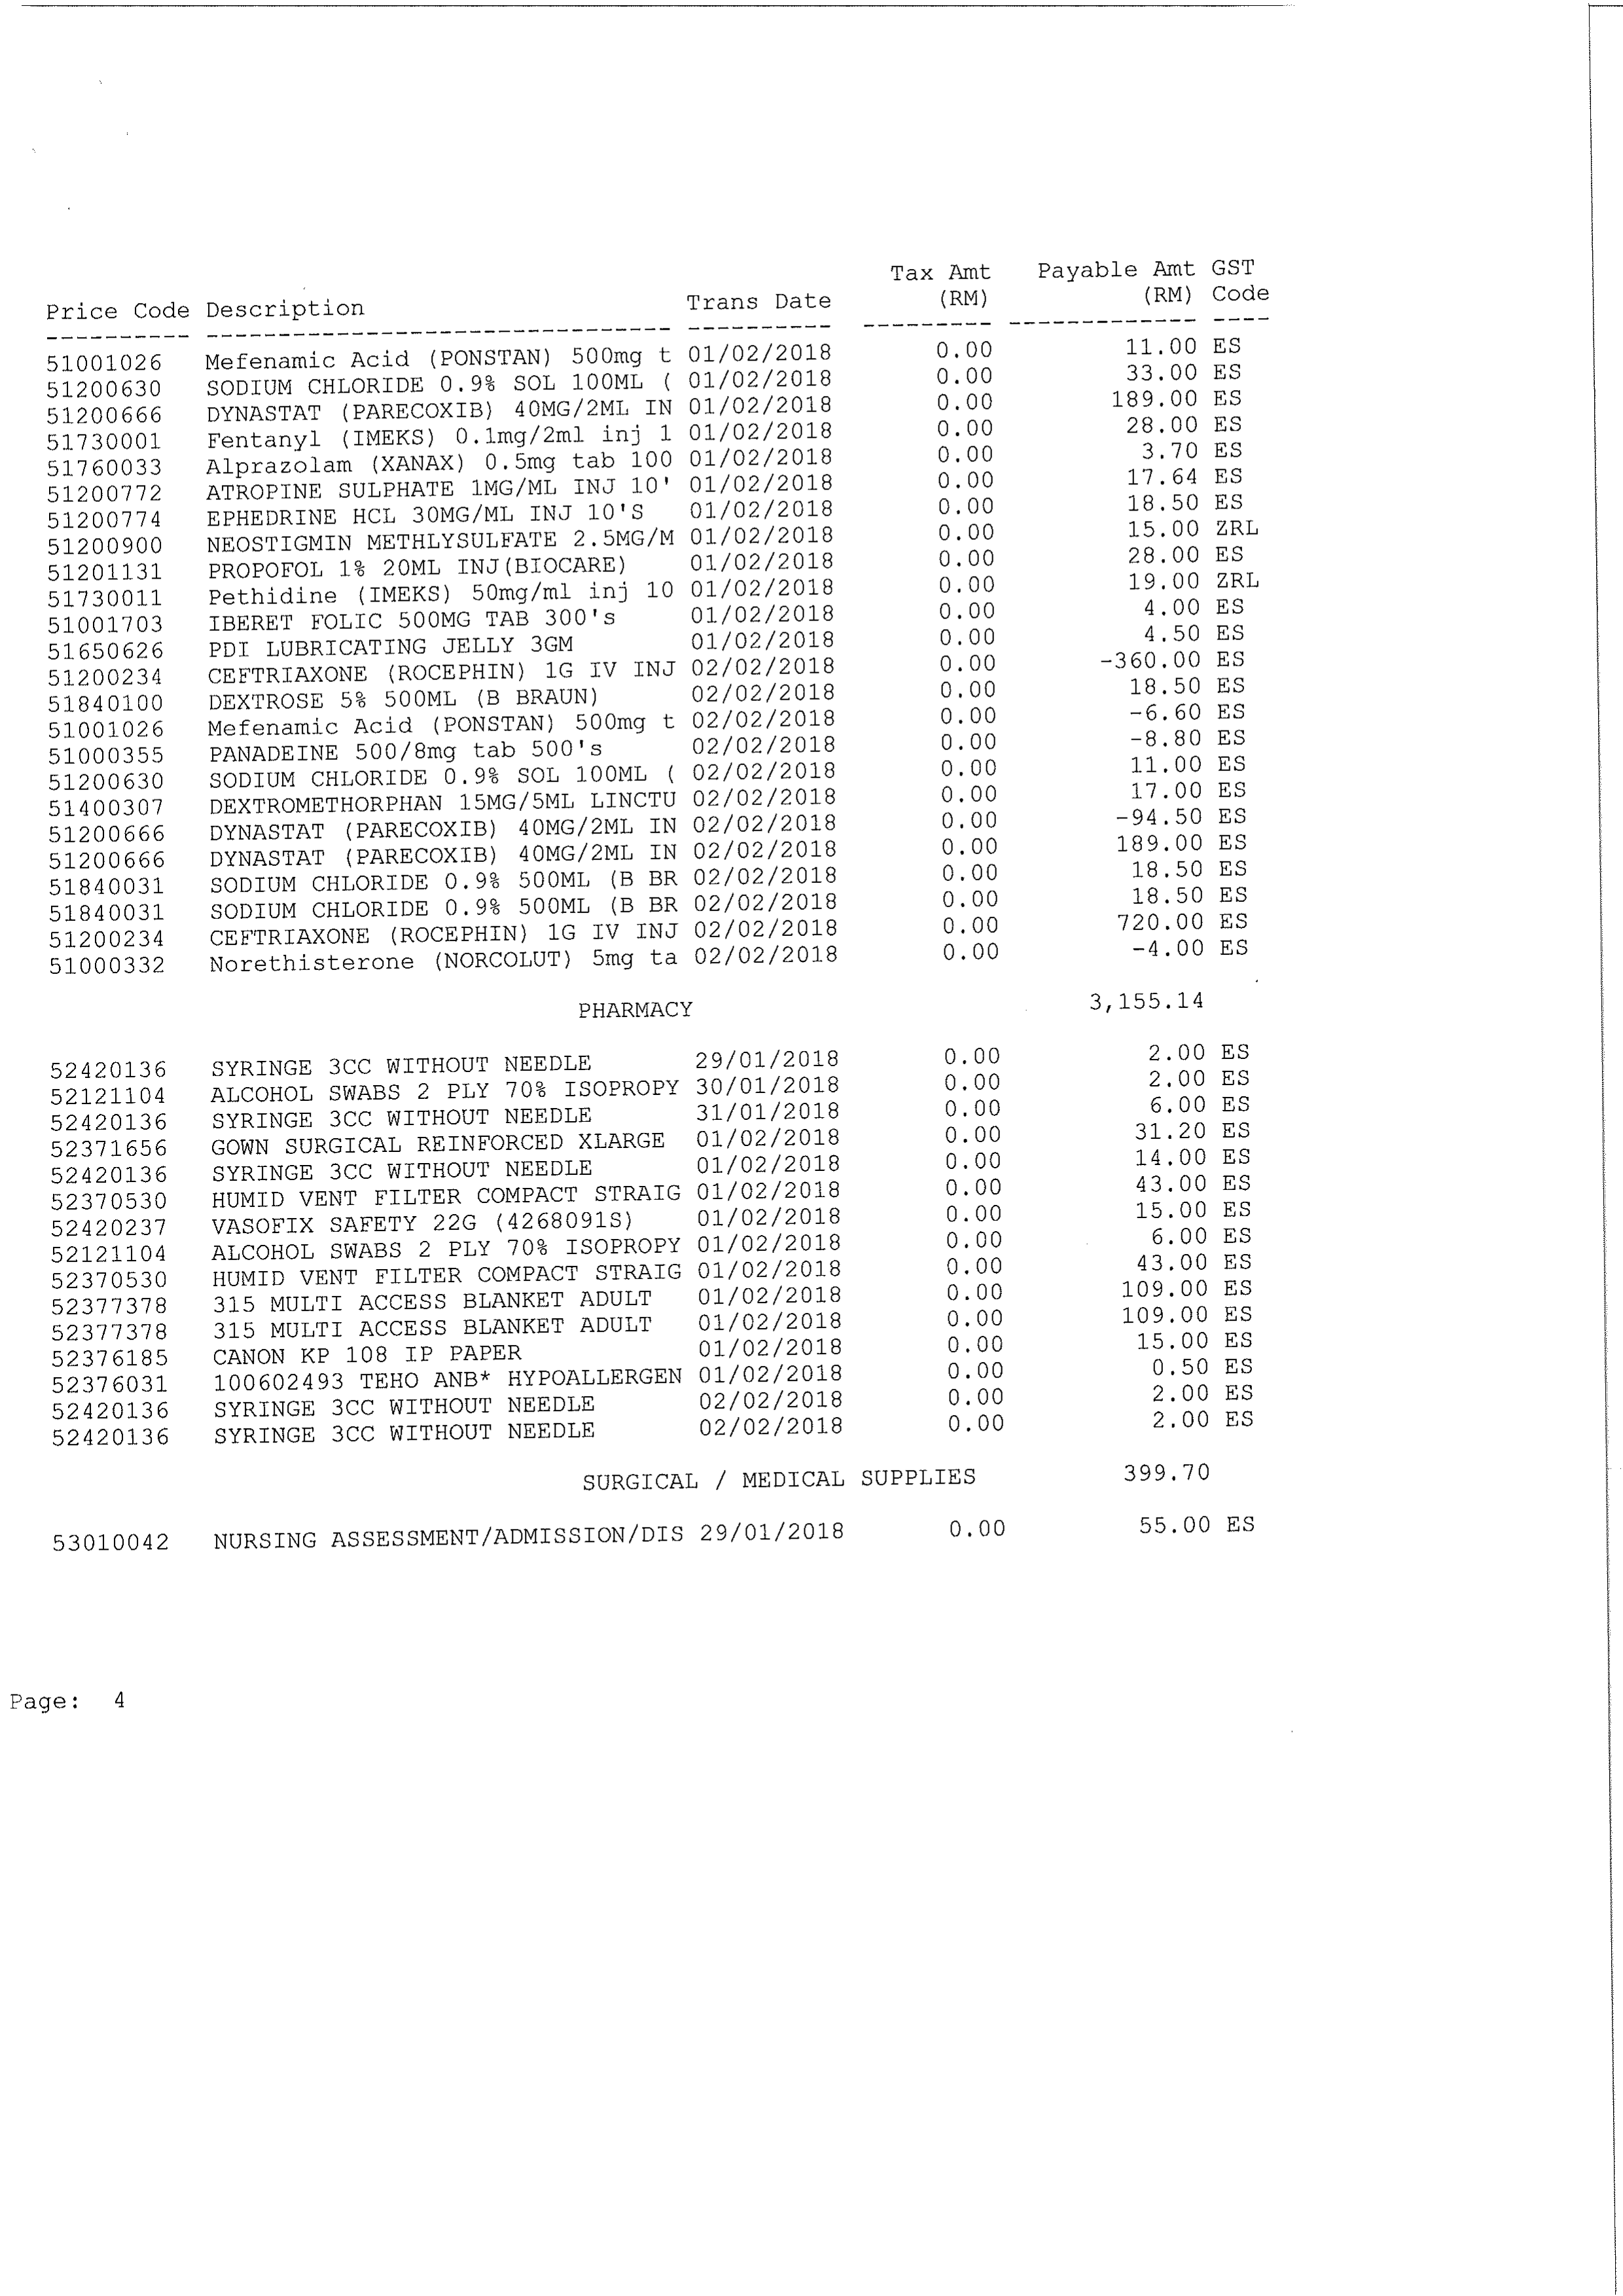 Tax Amt Payable Amt GST
Price Code Description Trans Date (RM) (RM) Code
---------- -------------------------------- ---------- --------- ------------- ----
51001026 Mefenamic Acid (PONSTAN) 500mg t 01/02/2018 0.00 11.00 ES
51200630 SODIUM CHLORIDE 0.9% SOL 100ML ( 01/02/2018 0.00 33.00 ES
51200666 DYNASTAT (PARECOXIB) 40MG/2ML IN 01/02/2018 0.00 189.00 ES
51730001 Fentanyl (IMEKS) 0.1mg/2ml inj 1 01/02/2018 0.00 28.00 ES
51760033 Alprazolam (XANAX) 0.5mg tab 100 01/02/2018 0.00 3.70 ES
51200772 ATROPINE SULPHATE 1MG/ML INJ 10' 01/02/2018 0.00 17.64 ES
51200774 EPHEDRINE HCL 30MG/ML INJ 10'S 01/02/2018 0.00 18.50 ES
51200900 NEOSTIGMIN METHLYSULFATE 2.5MG/M 01/02/2018 0.00 15.00 ZRL
51201131 PROPOFOL 1% 20ML INJ(BIOCARE) 01/02/2018 0.00 28.00 ES
51730011 Pethidine (IMEKS) 50mg/ml inj 10 01/02/2018 0.00 19.00 ZRL
51001703 IBERET FOLIC 500MG TAB 300's 01/02/2018 0.00 4.00 ES
51650626 PDI LUBRICATING JELLY 3GM 01/02/2018 0.00 4.50 ES
51200234 CEFTRIAXONE (ROCEPHIN) 1G IV INJ 02/02/2018 0.00 -360.00 ES
51840100 DEXTROSE 5% 500ML (B BRAUN) 02/02/2018 0.00 18.50 ES
51001026 Mefenamic Acid (PONSTAN) 500mg t 02/02/2018 0.00 -6.60 ES
51000355 PANADEINE 500/8mg tab 500's 02/02/2018 0.00 -8.80 ES
51200630 SODIUM CHLORIDE 0.9% SOL 100ML ( 02/02/2018 0.00 11.00 ES
51400307 DEXTROMETHORPHAN 15MG/5ML LINCTU 02/02/2018 0.00 17.00 ES
51200666 DYNASTAT (PARECOXIB) 40MG/2ML IN 02/02/2018 0.00 -94.50 ES
51200666 DYNASTAT (PARECOXIB) 40MG/2ML IN 02/02/2018 0.00 189.00 ES
51840031 SODIUM CHLORIDE 0.9% 500ML (B BR 02/02/2018 0.00 18.50 ES
51840031 SODIUM CHLORIDE 0.9% 500ML (B BR 02/02/2018 0.00 18.50 ES
51200234 CEFTRIAXONE (ROCEPHIN) 1G IV INJ 02/02/2018 0.00 720.00 ES
51000332 Norethisterone (NORCOLUT) 5mg ta 02/02/2018 0.00 -4.00 ES
PHARMACY 3,155.14
52420136 SYRINGE 3CC WITHOUT NEEDLE 29/01/2018 0.00 2.00 ES
52121104 ALCOHOL SWABS 2 PLY 70% ISOPROPY 30/01/2018 0.00 2.00 ES
52420136 SYRINGE 3CC WITHOUT NEEDLE 31/01/2018 0.00 6.00 ES
52371656 GOWN SURGICAL REINFORCED XLARGE 01/02/2018 0.00 31.20 ES
52420136 SYRINGE 3CC WITHOUT NEEDLE 01/02/2018 0.00 14.00 ES
52370530 HUMID VENT FILTER COMPACT STRAIG 01/02/2018 0.00 43.00 ES
52420237 VASOFIX SAFETY 22G (4268091S) 01/02/2018 0.00 15.00 ES
52121104 ALCOHOL SWABS 2 PLY 70% ISOPROPY 01/02/2018 0.00 6.00 ES
52370530 HUMID VENT FILTER COMPACT STRAIG 01/02/2018 0.00 43.00 ES
52377378 315 MULTI ACCESS BLANKET ADULT 01/02/2018 0.00 109.00 ES
52377378 315 MULTI ACCESS BLANKET ADULT 01/02/2018 0.00 109.00 ES
52376185 CANON KP 108 IP PAPER 01/02/2018 0.00 15.00 ES
52376031 100602493 TEHO ANB* HYPOALLERGEN 01/02/2018 0.00 0.50 ES
52420136 SYRINGE 3CC WITHOUT NEEDLE 02/02/2018 0.00 2.00 ES
52420136 SYRINGE 3CC WITHOUT NEEDLE 02/02/2018 0.00 2.00 ES
SURGICAL / MEDICAL SUPPLIES 399.70
53010042 NURSING ASSESSMENT/ADMISSION/DIS 29/01/2018 0.00 55.00 ES
Page: 4